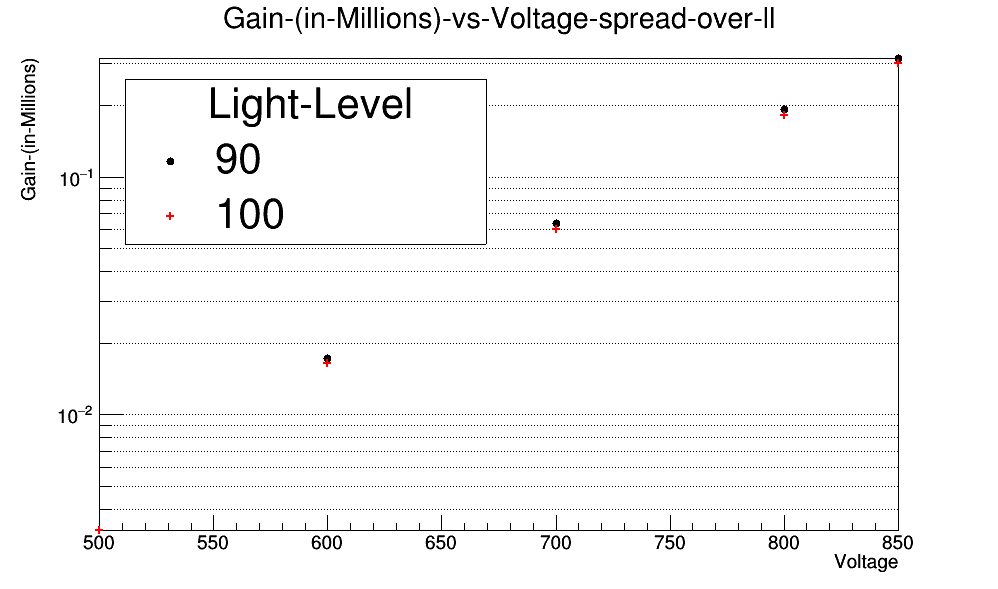 Gain-(in-Millions)-vs-Voltage-spread-over-ll
Gain-(in-Millions)
Light-Level
90
100
10⁻¹
10⁻²
500 550 600 650 700 750 800 850
Voltage